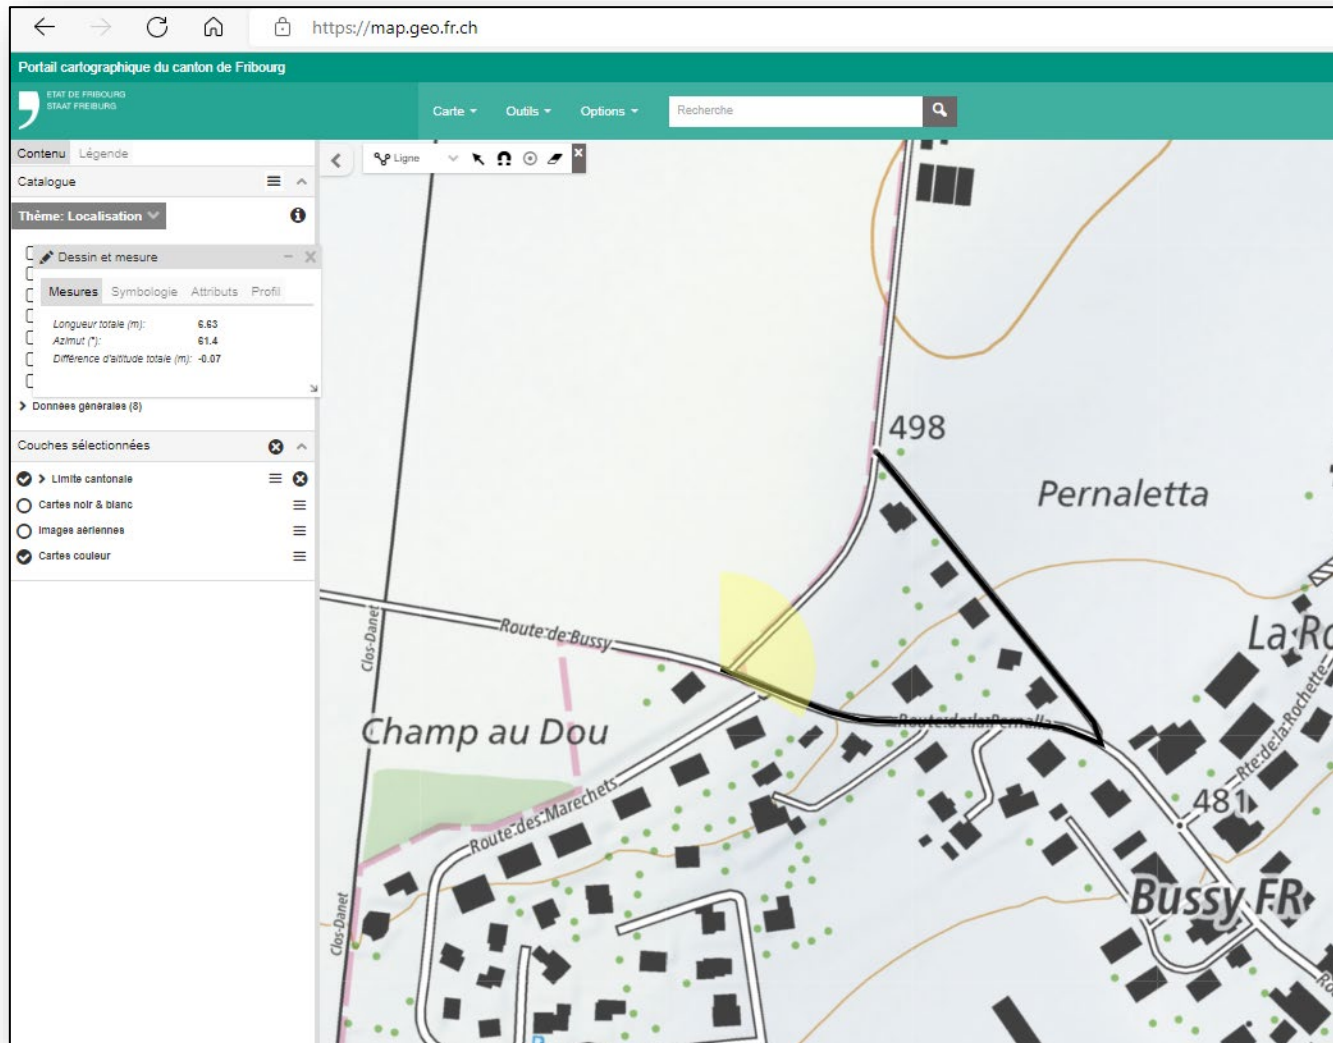 https://map.geo.fr.ch
Portail cartographique du canton de Fribourg
ETAT DE FRIBOURG
STAAT FREIBURG
Carte
Outils
Options
Recherche
Contenu Légende
Ligne
Catalogue
Thème: Localisation
Dessin et mesure
Mesures Symbologie Attributs Profil
Longueur totale (m): 6.63
Azimut (°): 61.4
Différence d'altitude totale (m): -0.07
Données générales (8)
Couches sélectionnées
Limite cantonale
Cartes noir & blanc
Images aériennes
Cartes couleur
498
Pernaletta
Clos-Danet
Route de Bussy
La Ro
Champ au Dou
Route de la Pernalla
Rte de la Rochette
481
Route des Marechets
Bussy FR
Clos-Danet